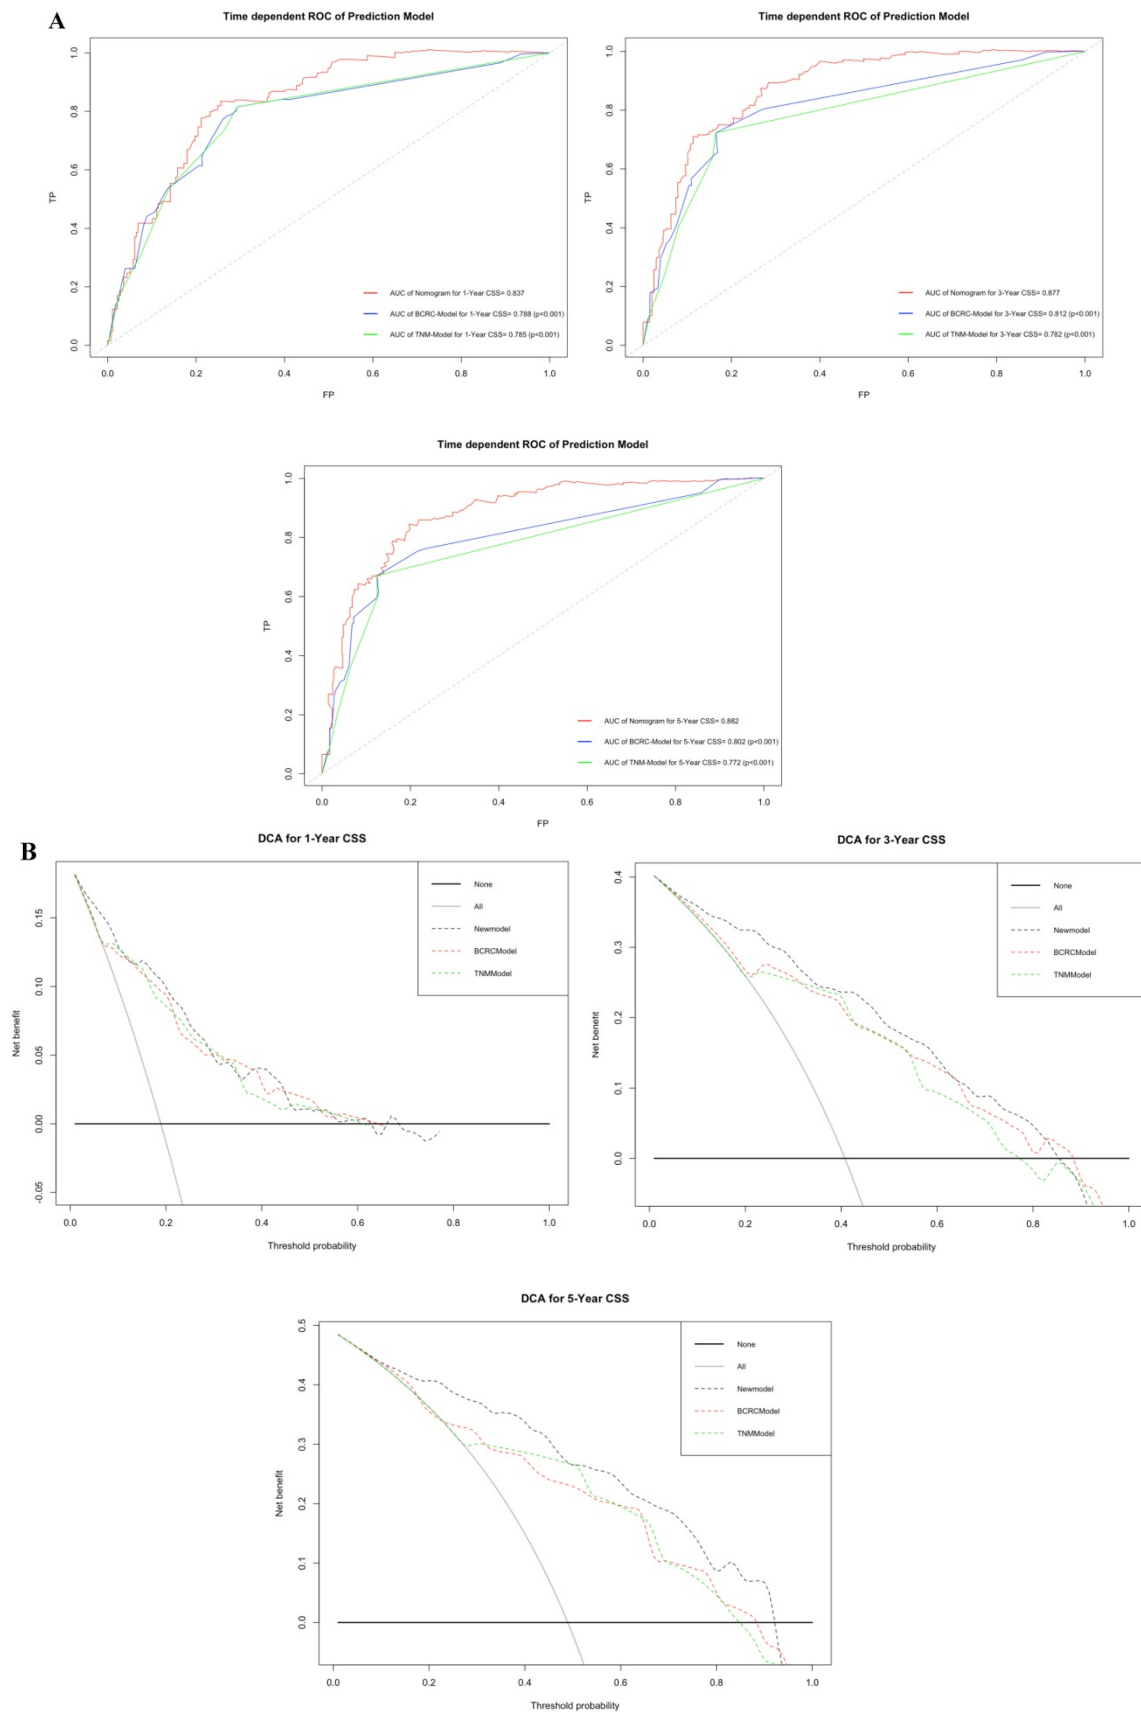 A
Time dependent ROC of Prediction Model
TP
1.0
0.8
0.6
0.4
0.2
0.0
AUC of Nomogram for 1-Year CSS= 0.837
AUC of BCRC-Model for 1-Year CSS= 0.788 (p<0.001)
AUC of TNM-Model for 1-Year CSS= 0.785 (p<0.001)
0.0 0.2 0.4 0.6 0.8 1.0
FP
Time dependent ROC of Prediction Model
TP
1.0
0.8
0.6
0.4
0.2
0.0
AUC of Nomogram for 3-Year CSS= 0.877
AUC of BCRC-Model for 3-Year CSS= 0.812 (p<0.001)
AUC of TNM-Model for 3-Year CSS= 0.782 (p<0.001)
0.0 0.2 0.4 0.6 0.8 1.0
FP
Time dependent ROC of Prediction Model
TP
1.0
0.8
0.6
0.4
0.2
0.0
AUC of Nomogram for 5-Year CSS= 0.882
AUC of BCRC-Model for 5-Year CSS= 0.802 (p<0.001)
AUC of TNM-Model for 5-Year CSS= 0.772 (p<0.001)
0.0 0.2 0.4 0.6 0.8 1.0
FP
B
DCA for 1-Year CSS
Net benefit
0.15
0.10
0.05
0.00
-0.05
None
All
Newmodel
BCRCModel
TNMModel
0.0 0.2 0.4 0.6 0.8 1.0
Threshold probability
DCA for 3-Year CSS
Net benefit
0.4
0.3
0.2
0.1
0.0
None
All
Newmodel
BCRCModel
TNMModel
0.0 0.2 0.4 0.6 0.8 1.0
Threshold probability
DCA for 5-Year CSS
Net benefit
0.5
0.4
0.3
0.2
0.1
0.0
None
All
Newmodel
BCRCModel
TNMModel
0.0 0.2 0.4 0.6 0.8 1.0
Threshold probability